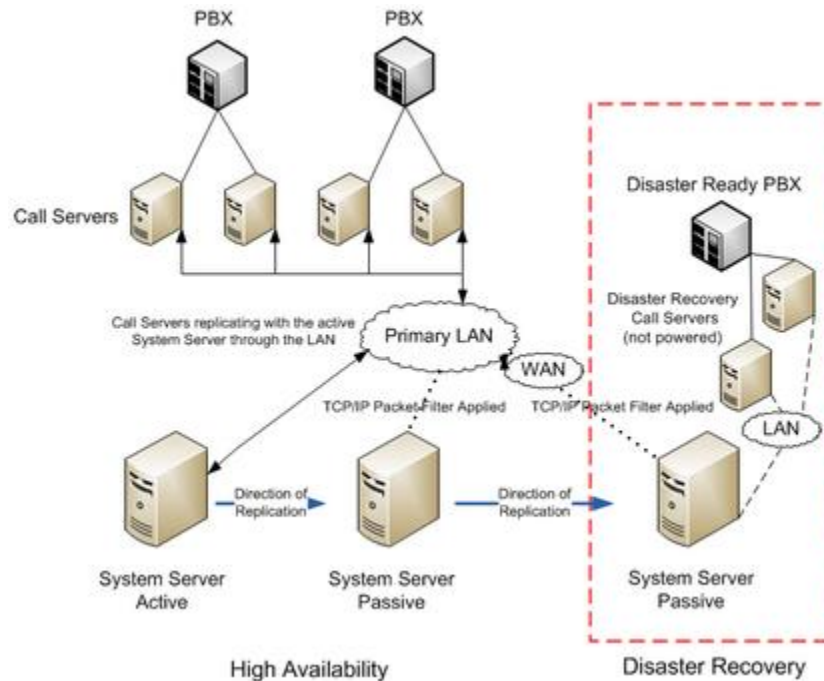 PBX
PBX
Call Servers
Disaster Ready PBX
Disaster Recovery
Call Servers
(not powered)
Call Servers replicating with the active
System Server through the LAN
Primary LAN
WAN
TCP/IP Packet Filter Applied
TCP/IP Packet Filter Applied
LAN
Direction of
Replication
Direction of
Replication
System Server
Active
System Server
Passive
System Server
Passive
High Availability
Disaster Recovery